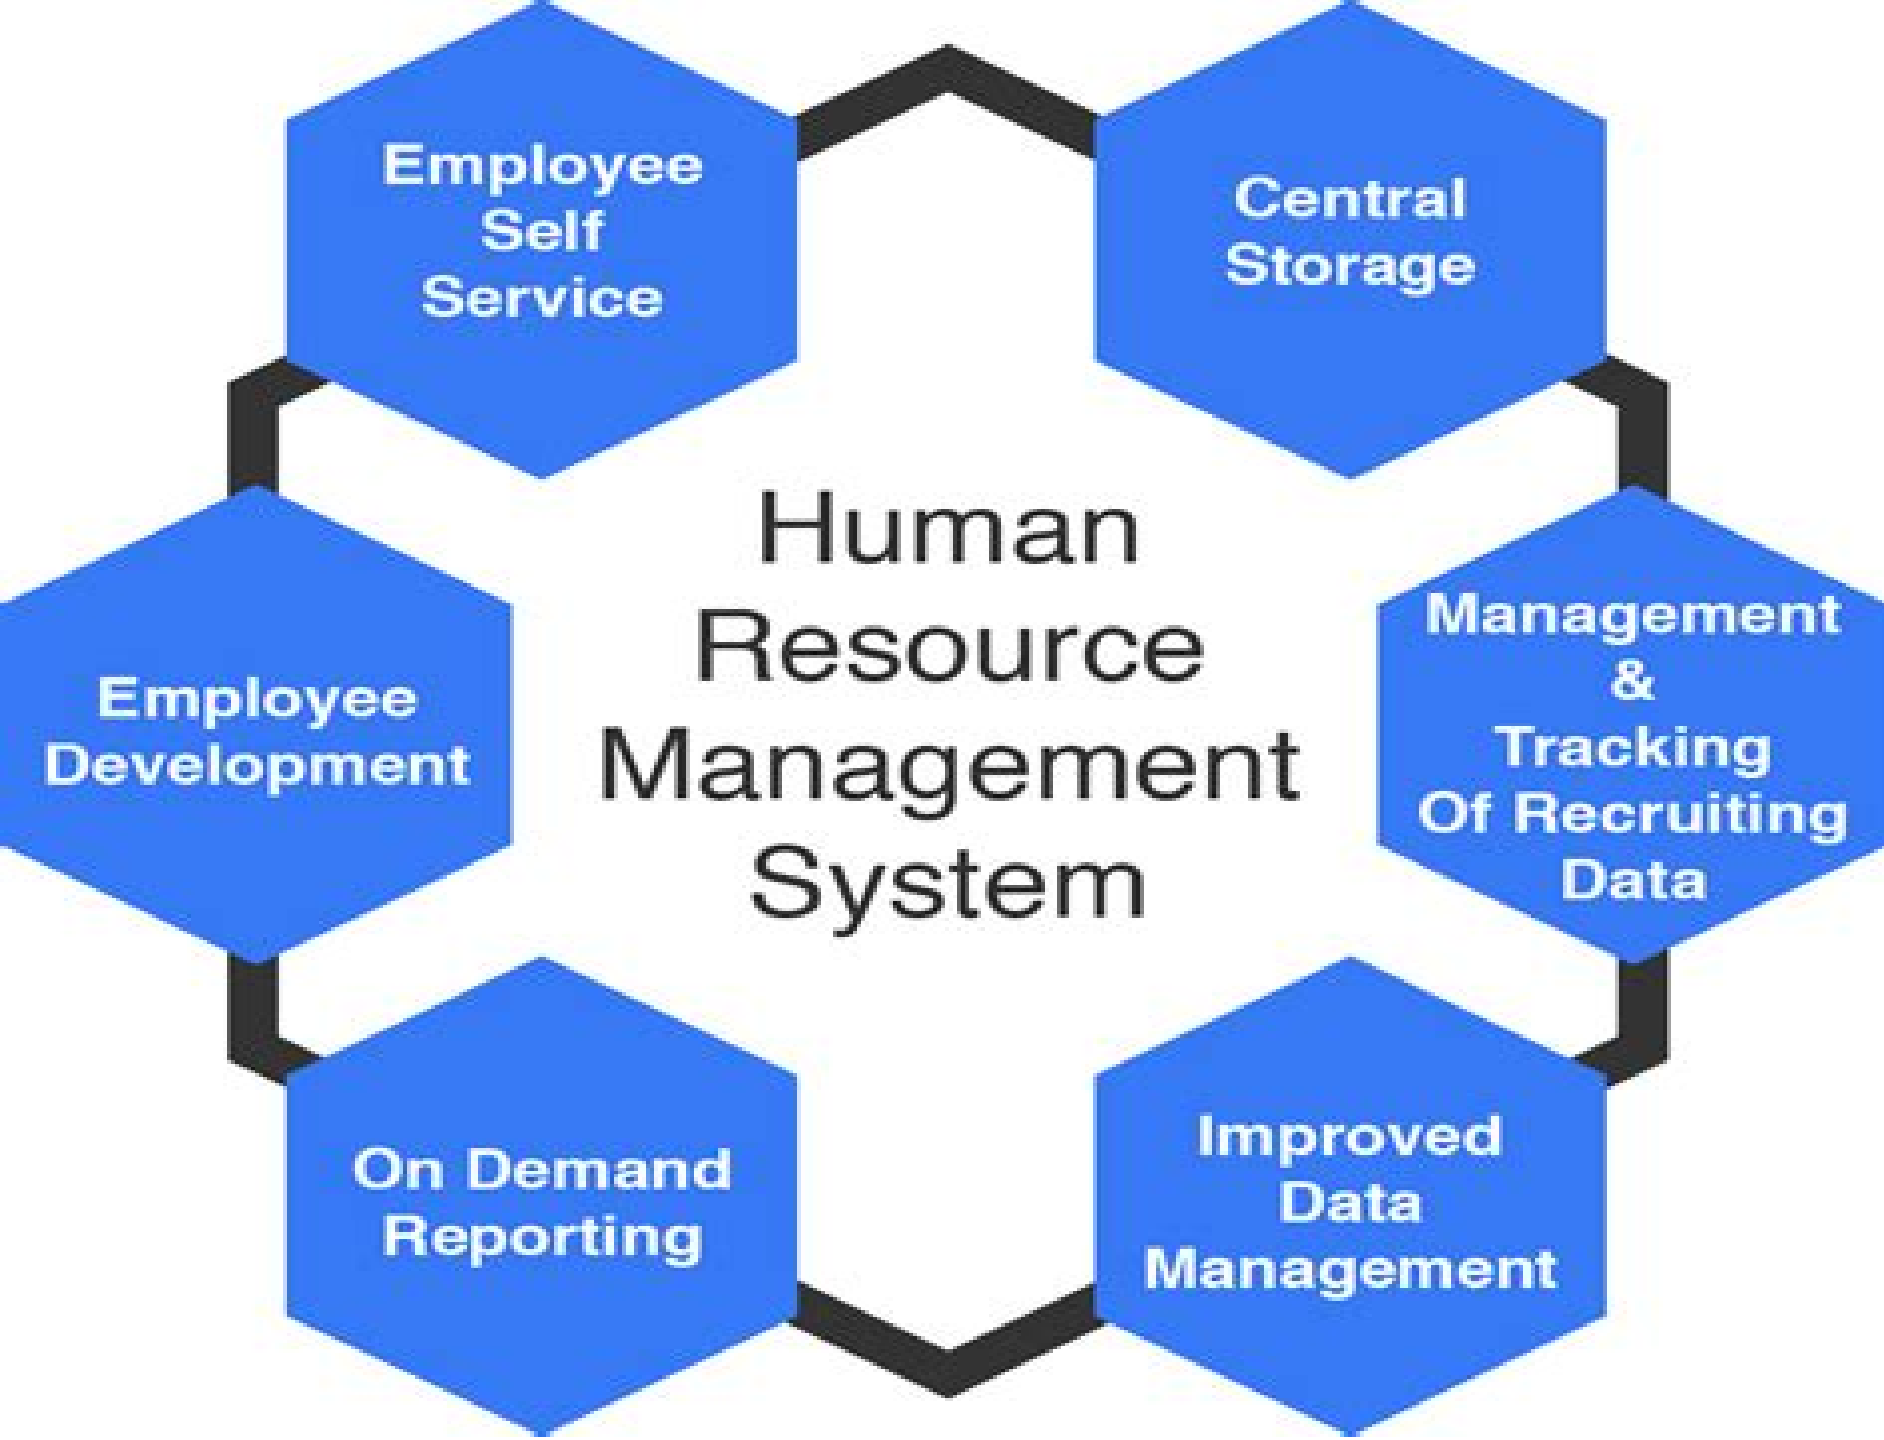 Employee
Self
Service
Central
Storage
Human
Resource
Management
System
Employee
Development
Management
&
Tracking
Of Recruiting
Data
On Demand
Reporting
Improved
Data
Management